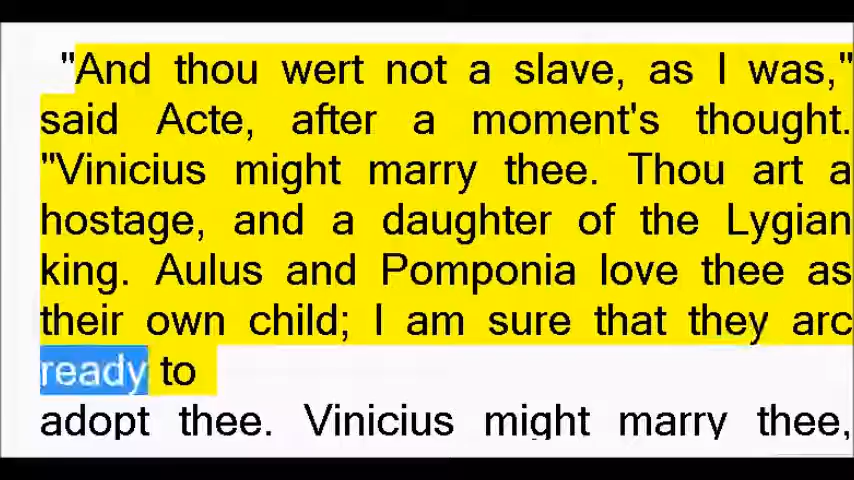 "And thou wert not a slave, as I was,"
said Acte, after a moment's thought.
"Vinicius might marry thee. Thou art a
hostage, and a daughter of the Lygian
king. Aulus and Pomponia love thee as
their own child; I am sure that they arc
ready to
adopt thee. Vinicius might marry thee,